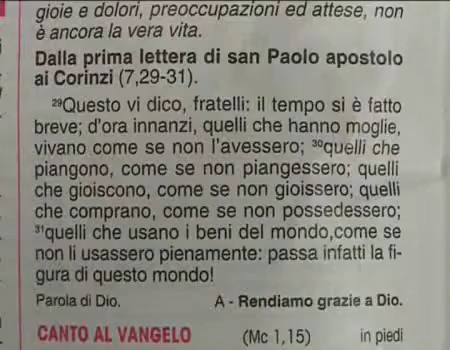 gioie e dolori, preoccupazioni ed attese, non
è ancora la vera vita.
Dalla prima lettera di san Paolo apostolo
ai Corinzi (7,29-31).
²⁹Questo vi dico, fratelli: il tempo si è fatto
breve; d'ora innanzi, quelli che hanno moglie,
vivano come se non l'avessero; ³⁰quelli che
piangono, come se non piangessero; quelli
che gioiscono, come se non gioissero; quelli
che comprano, come se non possedessero;
³¹quelli che usano i beni del mondo,come se
non li usassero pienamente: passa infatti la fi-
gura di questo mondo!
Parola di Dio. A - Rendiamo grazie a Dio.
CANTO AL VANGELO (Mc 1,15) in piedi